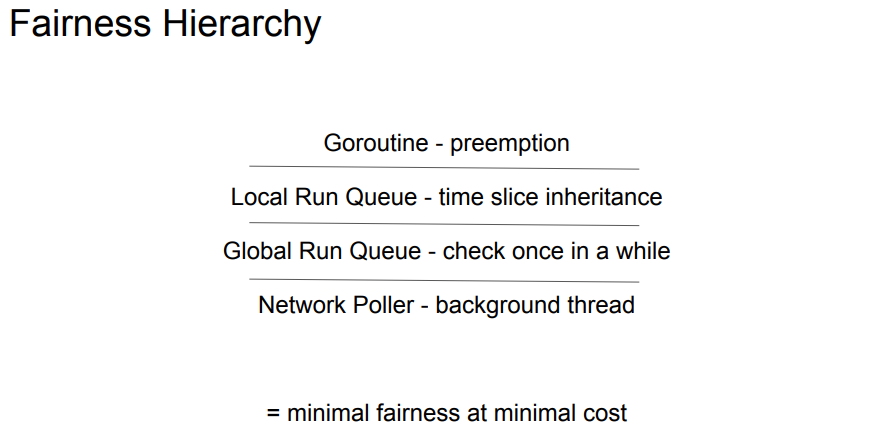 Fairness Hierarchy
Goroutine - preemption
Local Run Queue - time slice inheritance
Global Run Queue - check once in a while
Network Poller - background thread
= minimal fairness at minimal cost